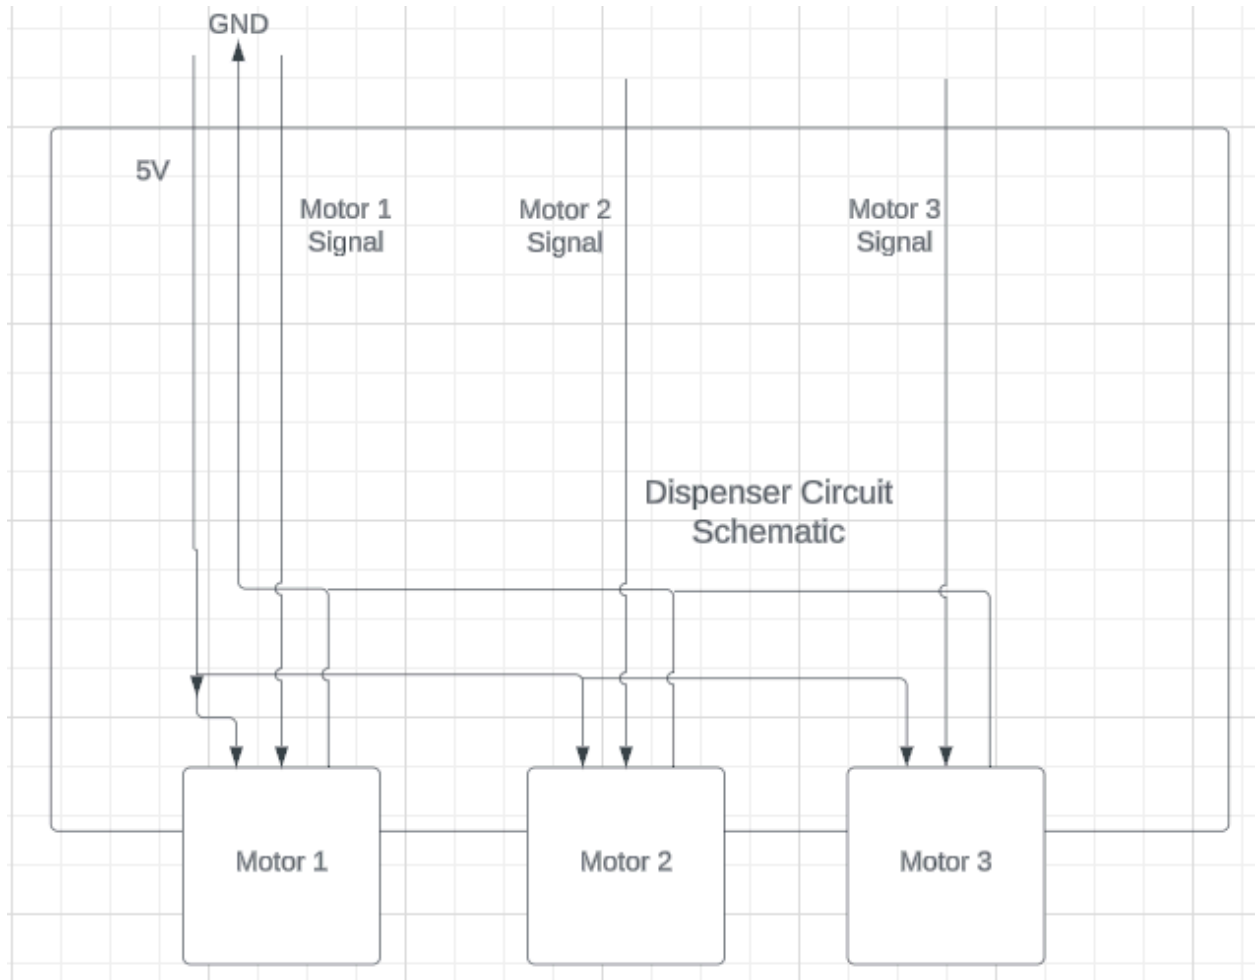 GND
5V
Motor 1
Signal
Motor 2
Signal
Motor 3
Signal
Dispenser Circuit
Schematic
Motor 1
Motor 2
Motor 3